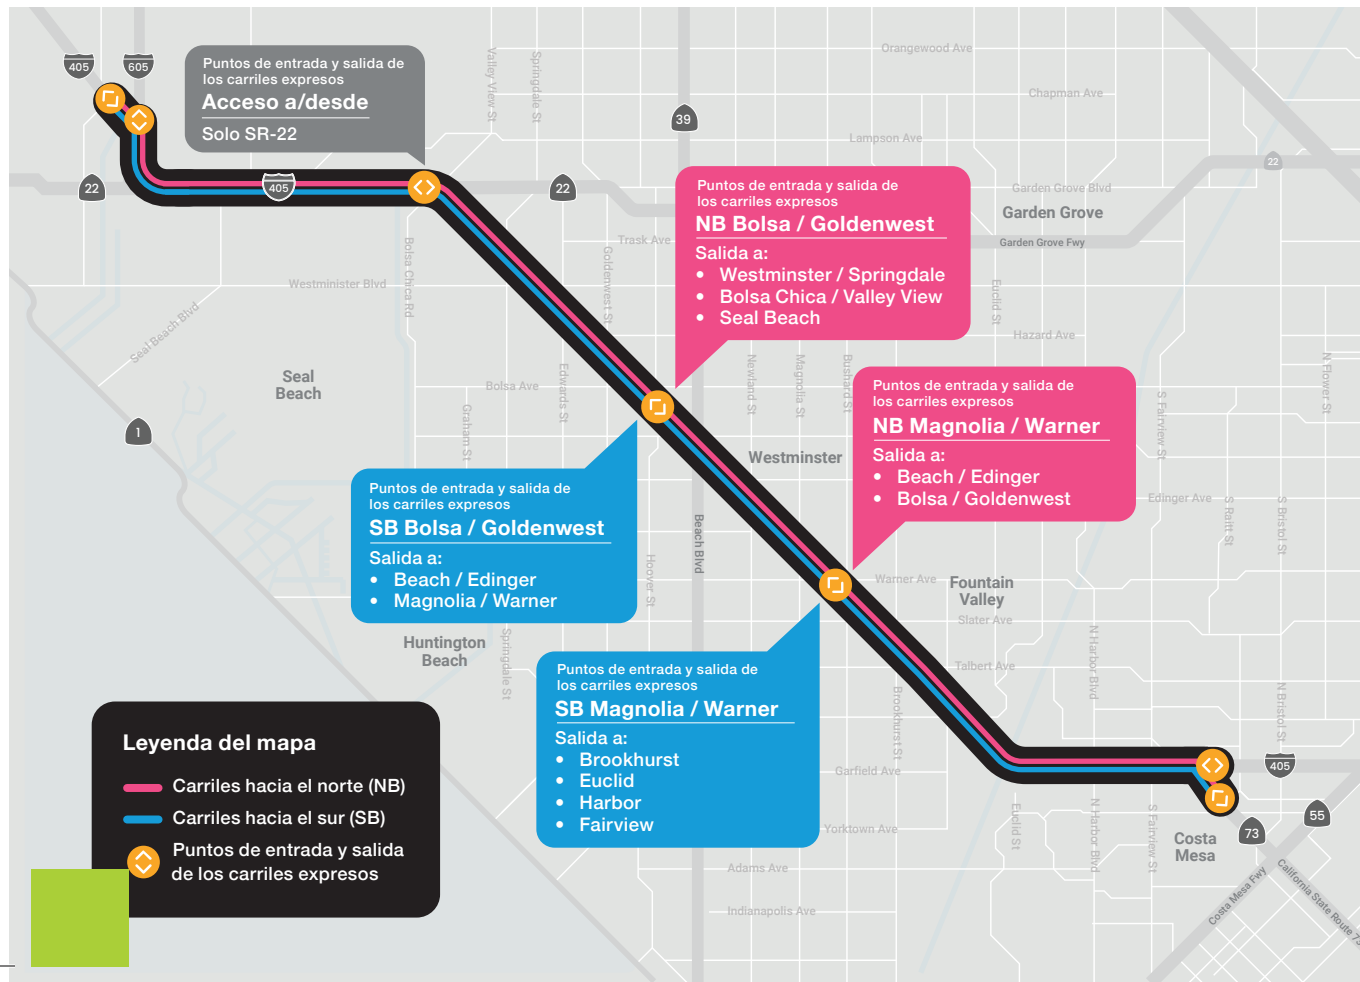 405
605
Puntos de entrada y salida de
los carriles expresos
Acceso a/desde
Solo SR-22
Valley View St
Springdale St
Orangewood Ave
Chapman Ave
39
Lampson Ave
22
22
405
22
Puntos de entrada y salida de
los carriles expresos
NB Bolsa / Goldenwest
Salida a:
• Westminster / Springdale
• Bolsa Chica / Valley View
• Seal Beach
Garden Grove Blvd
Garden Grove
Garden Grove Fwy
Trask Ave
Bolsa Chica Rd
Goldenwest St
Westminister Blvd
Euclid St
Seal Beach Blvd
Hazard Ave
Seal
Beach
Bolsa Ave
Edwards St
Newland St
Magnolia St
Bushard St
N Flower St
Puntos de entrada y salida de
los carriles expresos
NB Magnolia / Warner
Salida a:
• Beach / Edinger
• Bolsa / Goldenwest
S Fairview St
Graham St
1
Westminster
Puntos de entrada y salida de
los carriles expresos
SB Bolsa / Goldenwest
Salida a:
• Beach / Edinger
• Magnolia / Warner
Edinger Ave
S Raitt St
S Bristol St
Beach Blvd
Hoover St
Warner Ave
Fountain
Valley
Slater Ave
Huntington
Beach
Springdale St
Talbert Ave
N Harbor Blvd
Puntos de entrada y salida de
los carriles expresos
SB Magnolia / Warner
Salida a:
• Brookhurst
• Euclid
• Harbor
• Fairview
Brookhurst St
N Bristol St
Leyenda del mapa
Carriles hacia el norte (NB)
Carriles hacia el sur (SB)
Puntos de entrada y salida
de los carriles expresos
Garfield Ave
405
Yorktown Ave
Euclid St
N Harbor Blvd
S Fairview St
55
73
Costa
Mesa
Adams Ave
Indianapolis Ave
Costa Mesa Fwy
California State Route 73